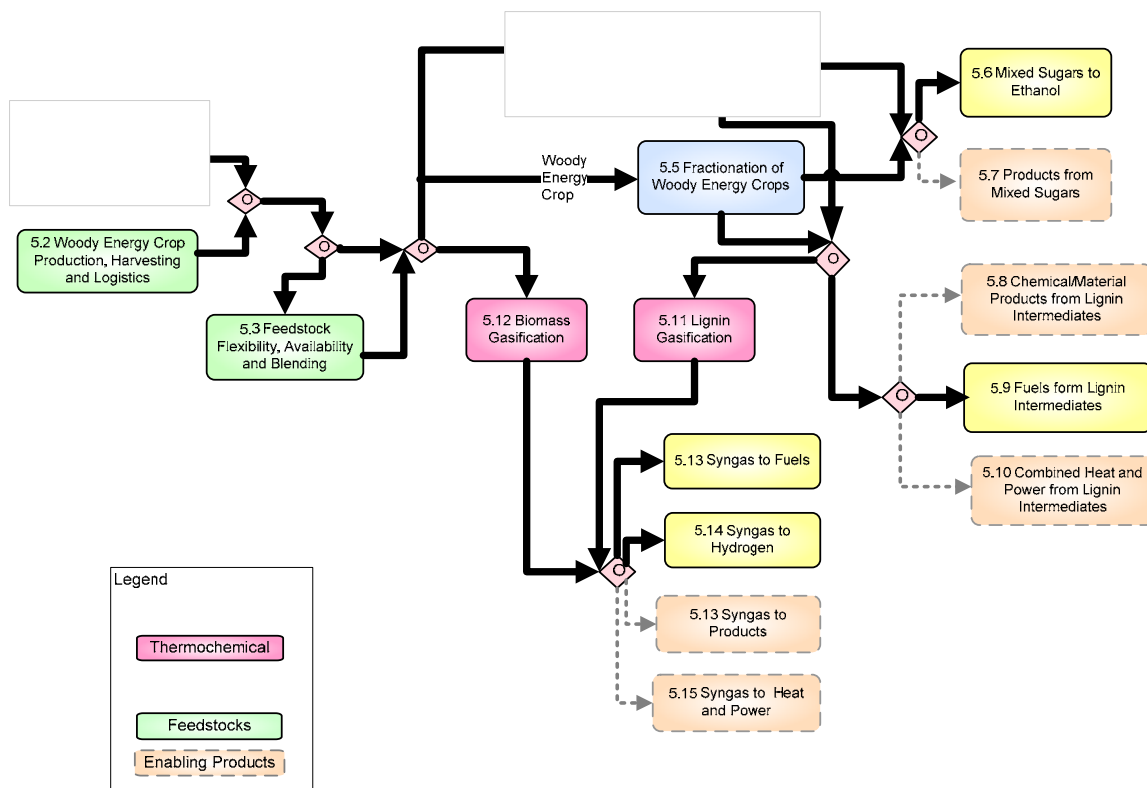 5.6 Mixed Sugars to
Ethanol
Woody
Energy
Crop
5.5 Fractionation of
Woody Energy Crops
5.7 Products from
Mixed Sugars
O
O
O
O
O
O
O
O
5.2 Woody Energy Crop
Production, Harvesting
and Logistics
5.3 Feedstock
Flexibility, Availability
and Blending
5.12 Biomass
Gasification
5.11 Lignin
Gasification
5.8 Chemical/Material
Products from Lignin
Intermediates
5.9 Fuels form Lignin
Intermediates
5.10 Combined Heat and
Power from Lignin
Intermediates
5.13 Syngas to Fuels
5.14 Syngas to
Hydrogen
5.13 Syngas to
Products
5.15 Syngas to Heat
and Power
Legend
Thermochemical
Feedstocks
Enabling Products